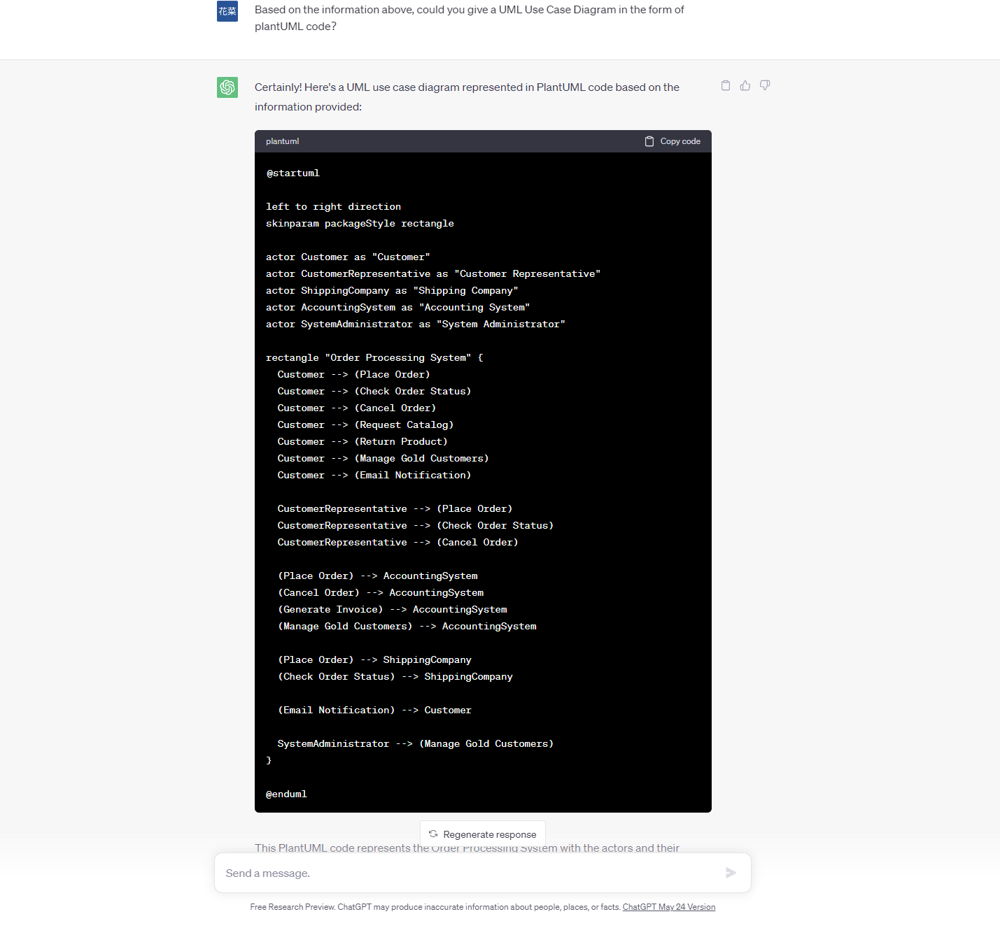 花菜
Based on the information above, could you give a UML Use Case Diagram in the form of
plantUML code?
Certainly! Here's a UML use case diagram represented in PlantUML code based on the
information provided:
plantuml
Copy code
@startuml
left to right direction
skinparam packageStyle rectangle
actor Customer as "Customer"
actor CustomerRepresentative as "Customer Representative"
actor ShippingCompany as "Shipping Company"
actor AccountingSystem as "Accounting System"
actor SystemAdministrator as "System Administrator"
rectangle "Order Processing System" {
Customer --> (Place Order)
Customer --> (Check Order Status)
Customer --> (Cancel Order)
Customer --> (Request Catalog)
Customer --> (Return Product)
Customer --> (Manage Gold Customers)
Customer --> (Email Notification)
CustomerRepresentative --> (Place Order)
CustomerRepresentative --> (Check Order Status)
CustomerRepresentative --> (Cancel Order)
(Place Order) --> AccountingSystem
(Cancel Order) --> AccountingSystem
(Generate Invoice) --> AccountingSystem
(Manage Gold Customers) --> AccountingSystem
(Place Order) --> ShippingCompany
(Check Order Status) --> ShippingCompany
(Email Notification) --> Customer
SystemAdministrator --> (Manage Gold Customers)
}
@enduml
Regenerate response
This PlantUML code represents the Order Processing System with the actors and their
Send a message.
Free Research Preview. ChatGPT may produce inaccurate information about people, places, or facts. ChatGPT May 24 Version